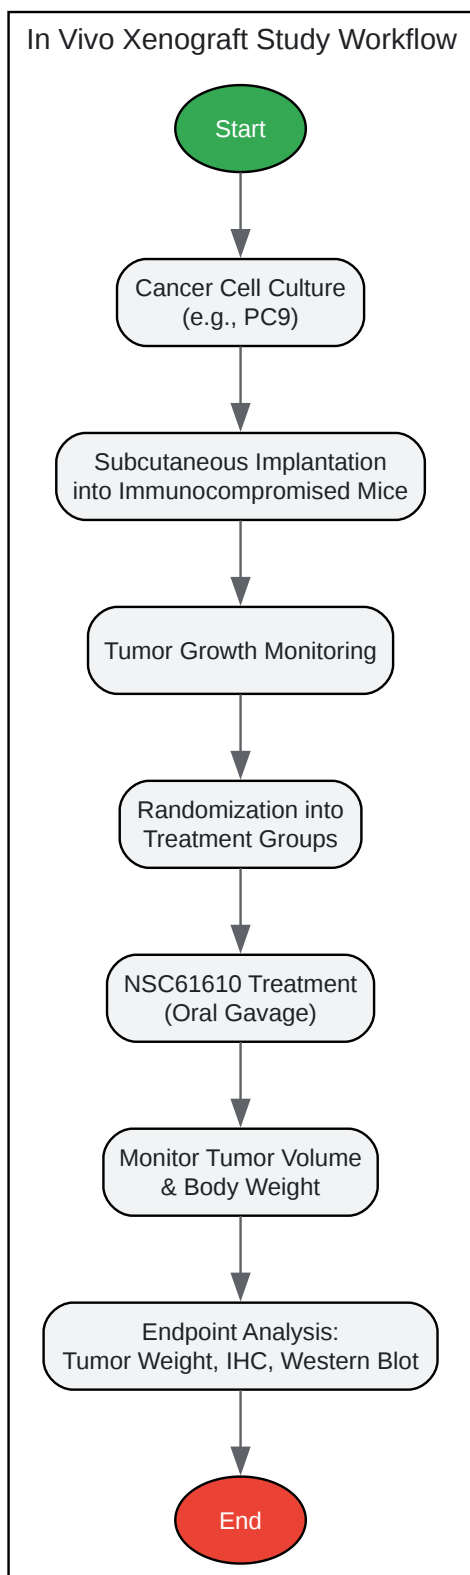 In Vivo Xenograft Study Workflow
Start
Cancer Cell Culture
(e.g., PC9)
Subcutaneous Implantation
into Immunocompromised Mice
Tumor Growth Monitoring
Randomization into
Treatment Groups
NSC61610 Treatment
(Oral Gavage)
Monitor Tumor Volume
& Body Weight
Endpoint Analysis:
Tumor Weight, IHC, Western Blot
End